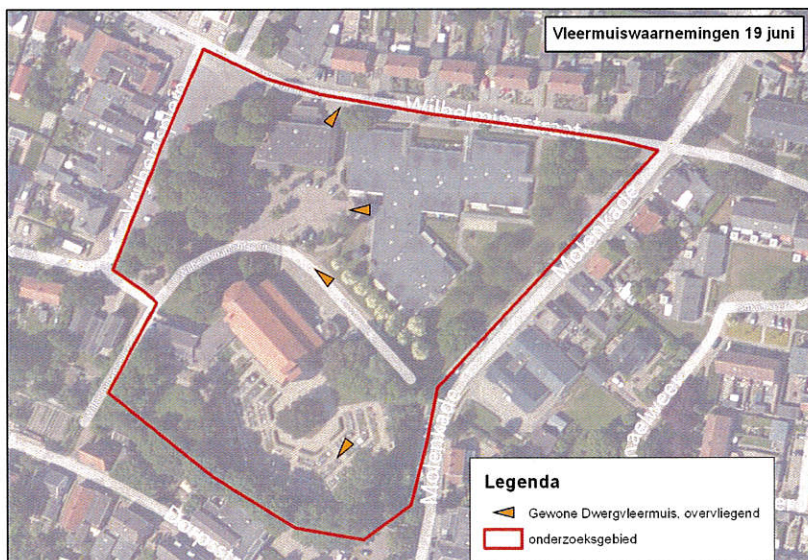 Vleermuiswaarnemingen 19 juni
Wilhelminastraat
Molenkade
Molenkade
Legenda
Gewone Dwergvleermuis, overvliegend
onderzoeksgebied